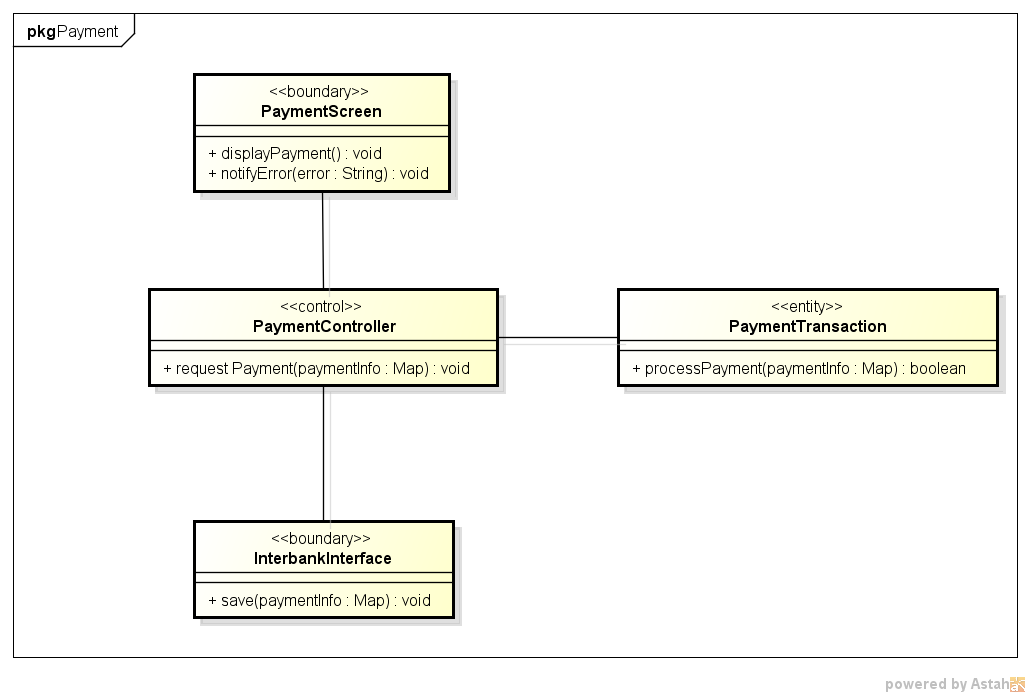 pkgPayment
<<boundary>>
PaymentScreen
+ displayPayment() : void
+ notifyError(error : String) : void
<<control>>
PaymentController
+ request Payment(paymentInfo : Map) : void
<<entity>>
PaymentTransaction
+ processPayment(paymentInfo : Map) : boolean
<<boundary>>
InterbankInterface
+ save(paymentInfo : Map) : void
powered by Astah